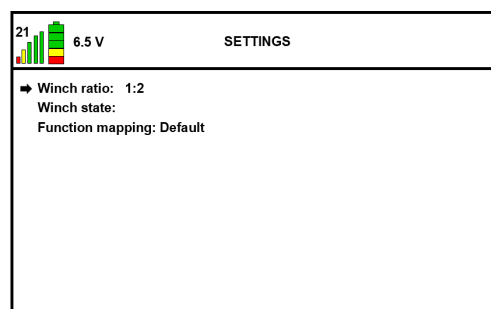 21
6.5 V
SETTINGS
Winch ratio: 1:2
Winch state:
Function mapping: Default